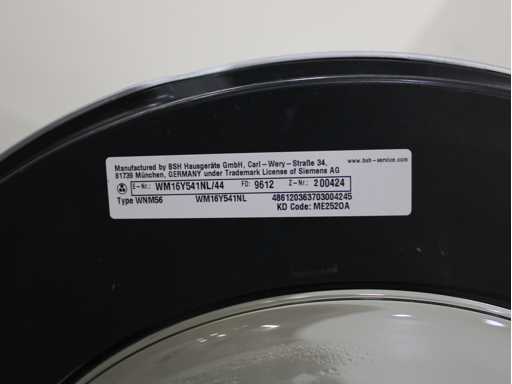 Manufactured by BSH Hausgeräte GmbH, Carl-Wery-Straße 34, www.bsh-service.com
81739 München, GERMANY under Trademark License of Siemens AG
E-Nr.: WM16Y541NL/44 FD: 9612 Z-Nr.: 200424
Type WNM56 WM16Y541NL 486120363703004245
KD Code: ME252OA